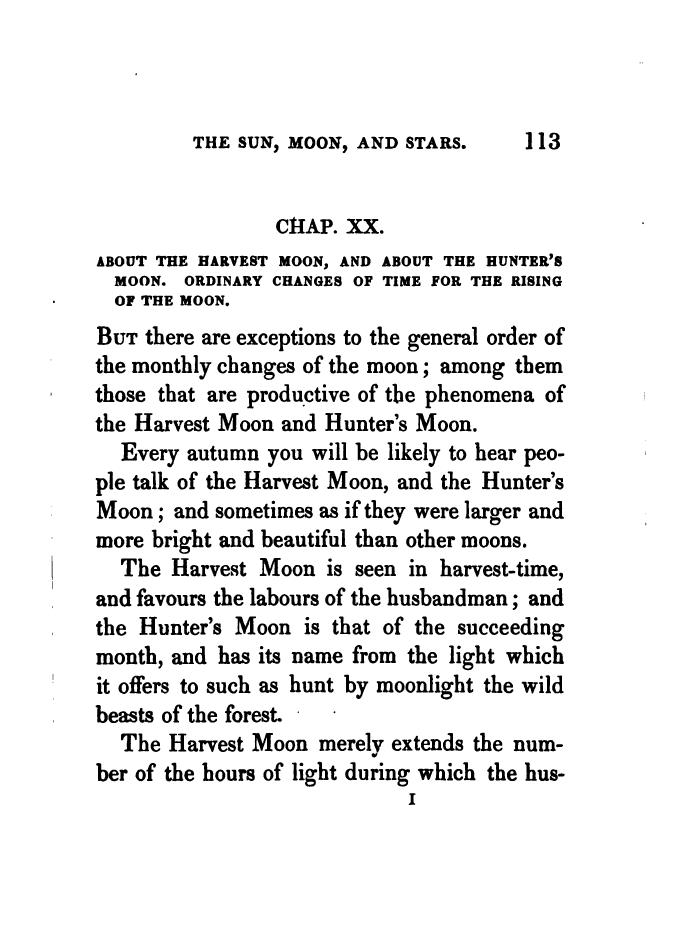 THE SUN, MOON, AND STARS. 113
CHAP. XX.
ABOUT THE HARVEST MOON, AND ABOUT THE HUNTER'S
MOON. ORDINARY CHANGES OF TIME FOR THE RISING
OF THE MOON.
BUT there are exceptions to the general order of
the monthly changes of the moon; among them
those that are productive of the phenomena of
the Harvest Moon and Hunter's Moon.
Every autumn you will be likely to hear peo-
ple talk of the Harvest Moon, and the Hunter's
Moon; and sometimes as if they were larger and
more bright and beautiful than other moons.
The Harvest Moon is seen in harvest-time,
and favours the labours of the husbandman; and
the Hunter's Moon is that of the succeeding
month, and has its name from the light which
it offers to such as hunt by moonlight the wild
beasts of the forest.
The Harvest Moon merely extends the num-
ber of the hours of light during which the hus-
I